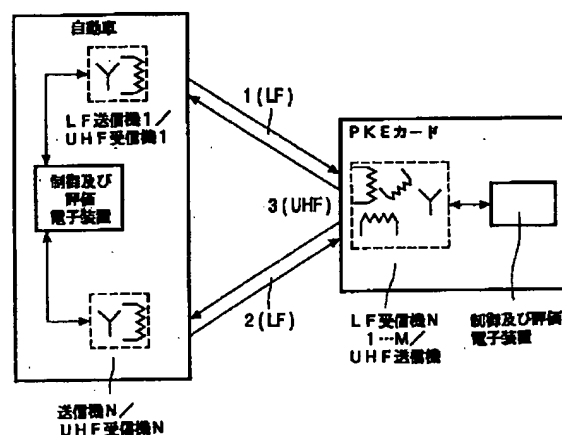 自動車
LF送信機1／
UHF受信機1
制御及び
評価
電子装置
送信機N／
UHF受信機N
1(LF)
3(UHF)
2(LF)
PKEカード
LF受信機N
1…M／
UHF送信機
制御及び評価
電子装置